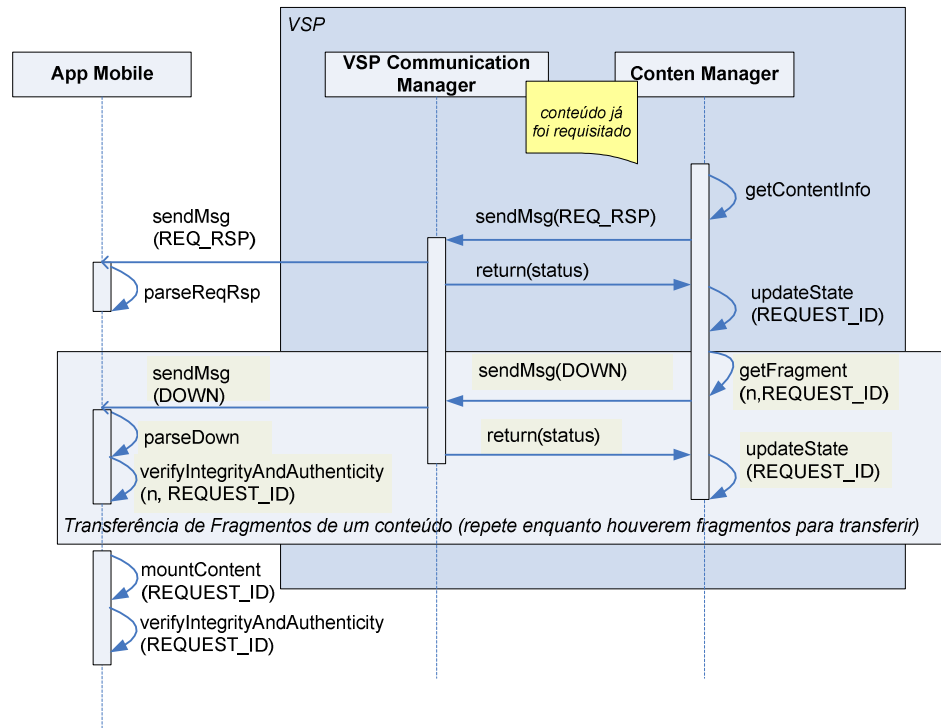 VSP
App Mobile
VSP Communication
Manager
Conten Manager
conteúdo já
foi requisitado
getContentInfo
sendMsg
(REQ_RSP)
sendMsg(REQ_RSP)
parseReqRsp
return(status)
updateState
(REQUEST_ID)
sendMsg
(DOWN)
sendMsg(DOWN)
getFragment
(n,REQUEST_ID)
parseDown
return(status)
updateState
(REQUEST_ID)
verifyIntegrityAndAuthenticity
(n, REQUEST_ID)
Transferência de Fragmentos de um conteúdo (repete enquanto houverem fragmentos para transferir)
mountContent
(REQUEST_ID)
verifyIntegrityAndAuthenticity
(REQUEST_ID)